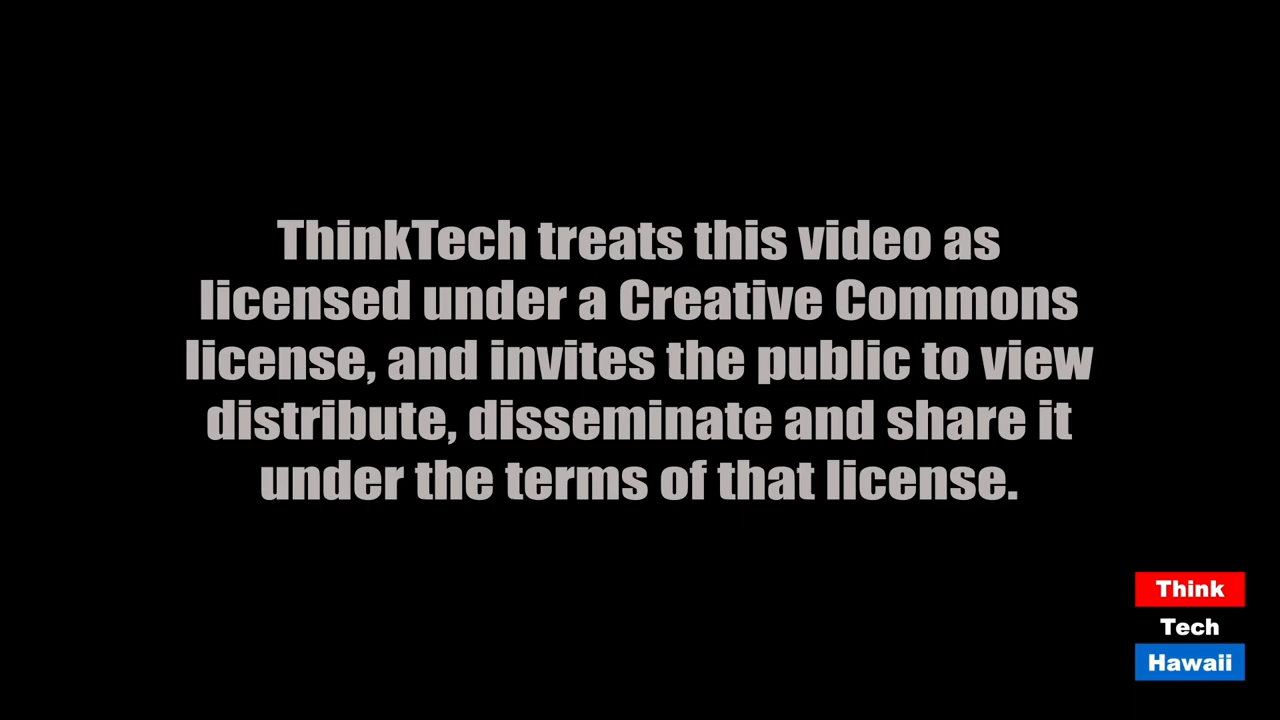 ThinkTech treats this video as
licensed under a Creative Commons
license, and invites the public to view
distribute, disseminate and share it
under the terms of that license.
Think
Tech
Hawaii